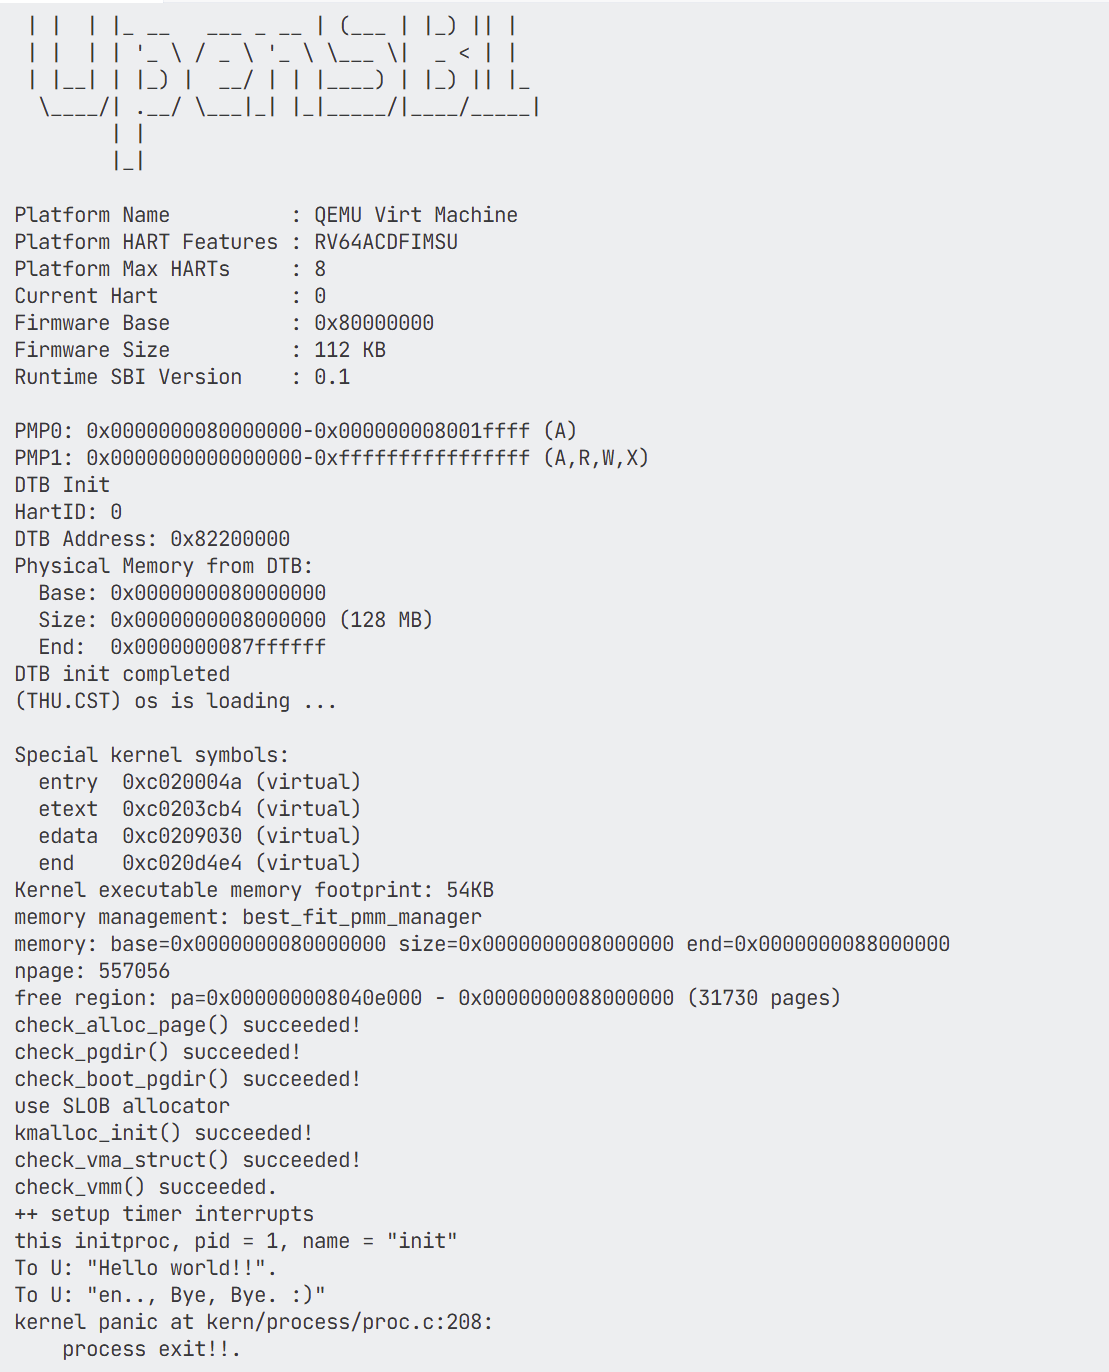 | |  | |_ __   ___ _ __ | (___ | |_) || |
 | |  | | '_ \ / _ \ '_ \ \___ \|  _ < | |
 | |__| | |_) |  __/ | | |____) | |_) || |_
  \____/| .__/ \___|_| |_|_____/|____/_____|
        | |
        |_|

Platform Name          : QEMU Virt Machine
Platform HART Features : RV64ACDFIMSU
Platform Max HARTs     : 8
Current Hart           : 0
Firmware Base          : 0x80000000
Firmware Size          : 112 KB
Runtime SBI Version    : 0.1

PMP0: 0x0000000080000000-0x000000008001ffff (A)
PMP1: 0x0000000000000000-0xffffffffffffffff (A,R,W,X)
DTB Init
HartID: 0
DTB Address: 0x82200000
Physical Memory from DTB:
  Base: 0x0000000080000000
  Size: 0x0000000008000000 (128 MB)
  End:  0x0000000087ffffff
DTB init completed
(THU.CST) os is loading ...

Special kernel symbols:
  entry  0xc020004a (virtual)
  etext  0xc0203cb4 (virtual)
  edata  0xc0209030 (virtual)
  end    0xc020d4e4 (virtual)
Kernel executable memory footprint: 54KB
memory management: best_fit_pmm_manager
memory: base=0x0000000080000000 size=0x0000000008000000 end=0x0000000088000000
npage: 557056
free region: pa=0x000000008040e000 - 0x0000000088000000 (31730 pages)
check_alloc_page() succeeded!
check_pgdir() succeeded!
check_boot_pgdir() succeeded!
use SLOB allocator
kmalloc_init() succeeded!
check_vma_struct() succeeded!
check_vmm() succeeded.
++ setup timer interrupts
this initproc, pid = 1, name = "init"
To U: "Hello world!!".
To U: "en.., Bye, Bye. :)"
kernel panic at kern/process/proc.c:208:
    process exit!!.